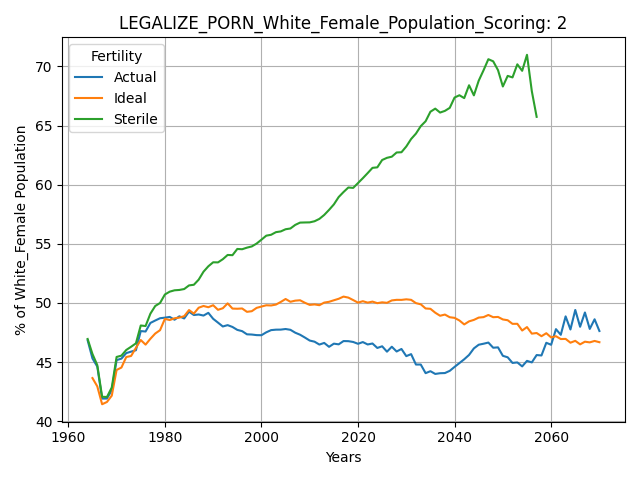 LEGALIZE_PORN_White_Female_Population_Scoring: 2
Fertility
Actual
Ideal
Sterile
% of White_Female Population
70
65
60
55
50
45
40
1960
1980
2000
2020
2040
2060
Years